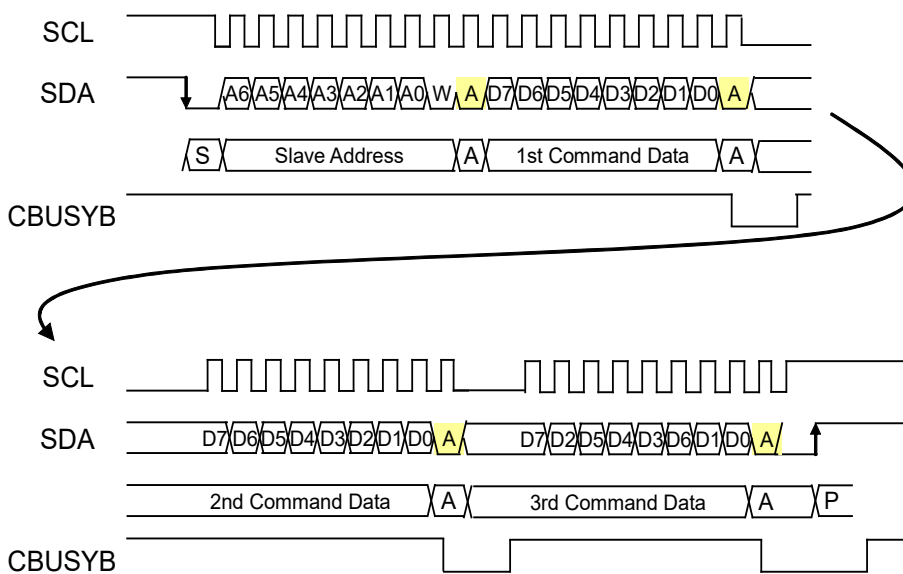 SCL
SDA A6 A5 A4 A3 A2 A1 A0 W A D7 D6 D5 D4 D3 D2 D1 D0 A
S Slave Address A 1st Command Data A
CBUSYB
SCL
SDA D7 D6 D5 D4 D3 D2 D1 D0 A D7 D2 D5 D4 D3 D6 D1 D0 A
2nd Command Data A 3rd Command Data A P
CBUSYB